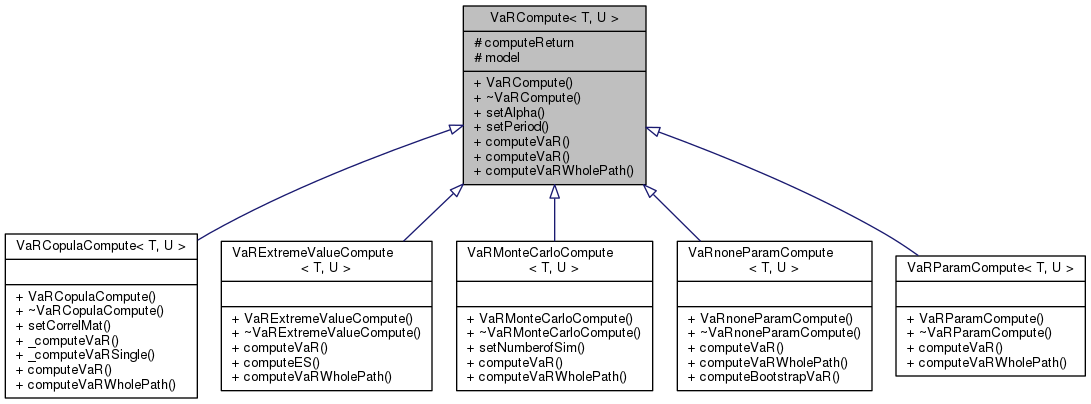 VaRCompute< T, U >
# computeReturn
# model
+ VaRCompute()
+ ~VaRCompute()
+ setAlpha()
+ setPeriod()
+ computeVaR()
+ computeVaR()
+ computeVaRWholePath()
VaRCopulaCompute< T, U >
+ VaRCopulaCompute()
+ ~VaRCopulaCompute()
+ setCorrelMat()
+ _computeVaR()
+ _computeVaRSingle()
+ computeVaR()
+ computeVaRWholePath()
VaRExtremeValueCompute
< T, U >
+ VaRExtremeValueCompute()
+ ~VaRExtremeValueCompute()
+ computeVaR()
+ computeES()
+ computeVaRWholePath()
VaRMonteCarloCompute
< T, U >
+ VaRMonteCarloCompute()
+ ~VaRMonteCarloCompute()
+ setNumberofSim()
+ computeVaR()
+ computeVaRWholePath()
VaRnoneParamCompute
< T, U >
+ VaRnoneParamCompute()
+ ~VaRnoneParamCompute()
+ computeVaR()
+ computeVaRWholePath()
+ computeBootstrapVaR()
VaRParamCompute< T, U >
+ VaRParamCompute()
+ ~VaRParamCompute()
+ computeVaR()
+ computeVaRWholePath()